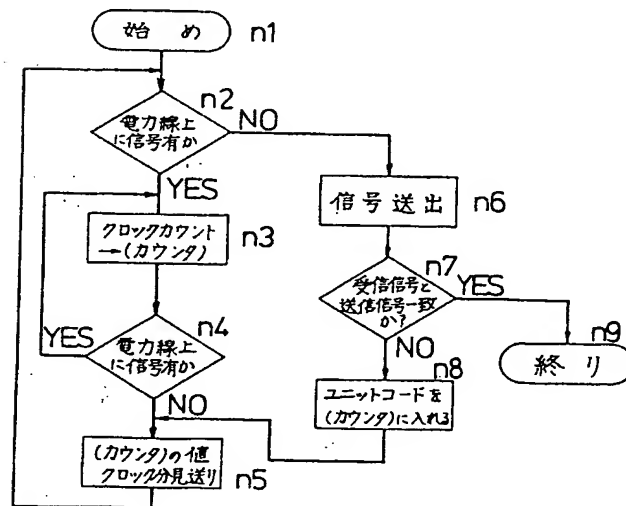 始め n1
n2
電力線上
に信号有か
NO
YES
クロックカウント
→(カウンタ)
n3
n4
YES
電力線上
に信号有か
NO
(カウンタ)の値
クロック分見送り
n5
信号送出 n6
n7
受信信号と
送信信号一致
か?
YES
NO
n8
ユニットコードを
(カウンタ)に入れる
n9
終り